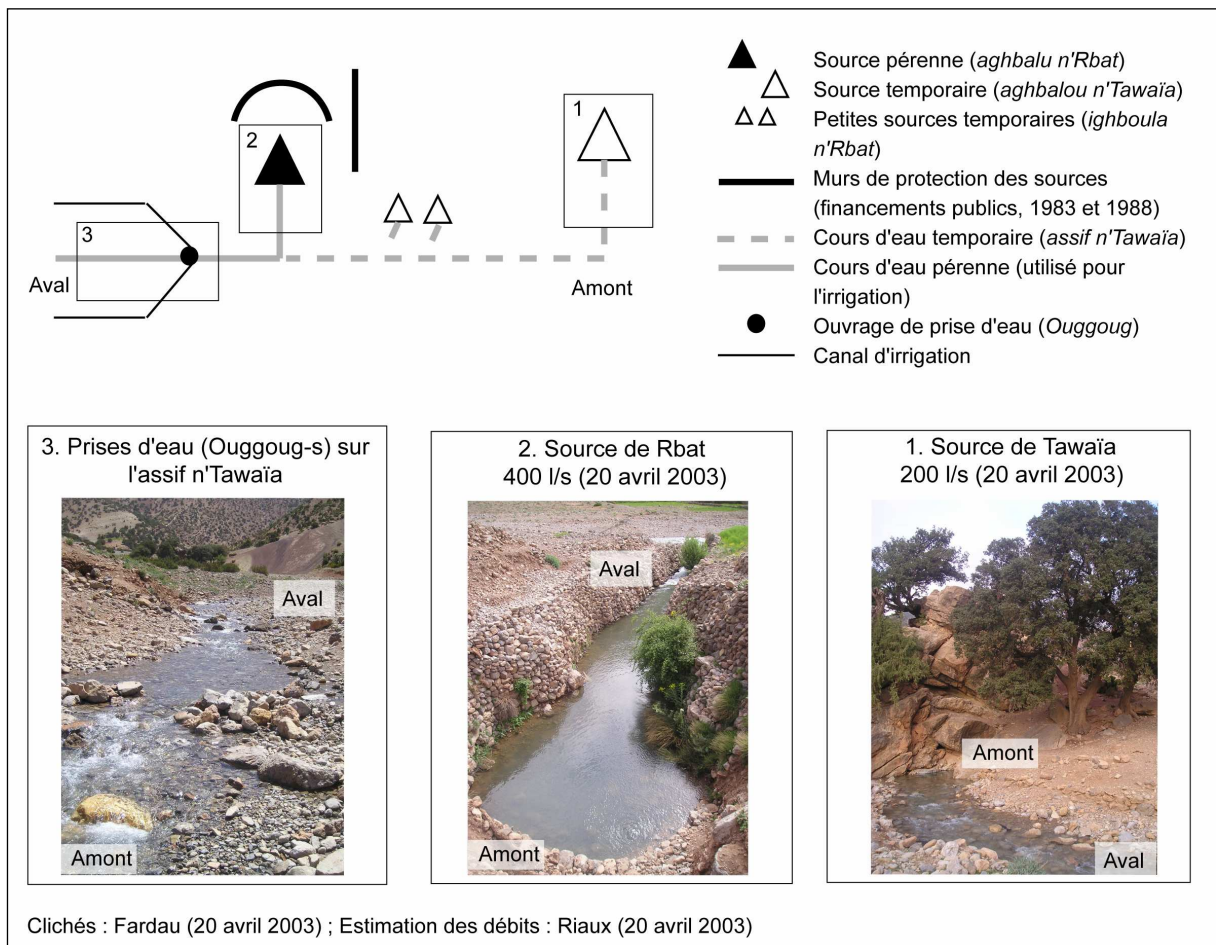 2
1
3
Aval
Amont
Source pérenne (aghbalu n'Rbat)
Source temporaire (aghbalou n'Tawaïa)
Petites sources temporaires (ighboula
n'Rbat)
Murs de protection des sources
(financements publics, 1983 et 1988)
Cours d'eau temporaire (assif n'Tawaïa)
Cours d'eau pérenne (utilisé pour
l'irrigation)
Ouvrage de prise d'eau (Ouggoug)
Canal d'irrigation
3. Prises d'eau (Ouggoug-s) sur
l'assif n'Tawaïa
Aval
Amont
2. Source de Rbat
400 l/s (20 avril 2003)
Aval
Amont
1. Source de Tawaïa
200 l/s (20 avril 2003)
Amont
Aval
Clichés : Fardau (20 avril 2003) ; Estimation des débits : Riaux (20 avril 2003)